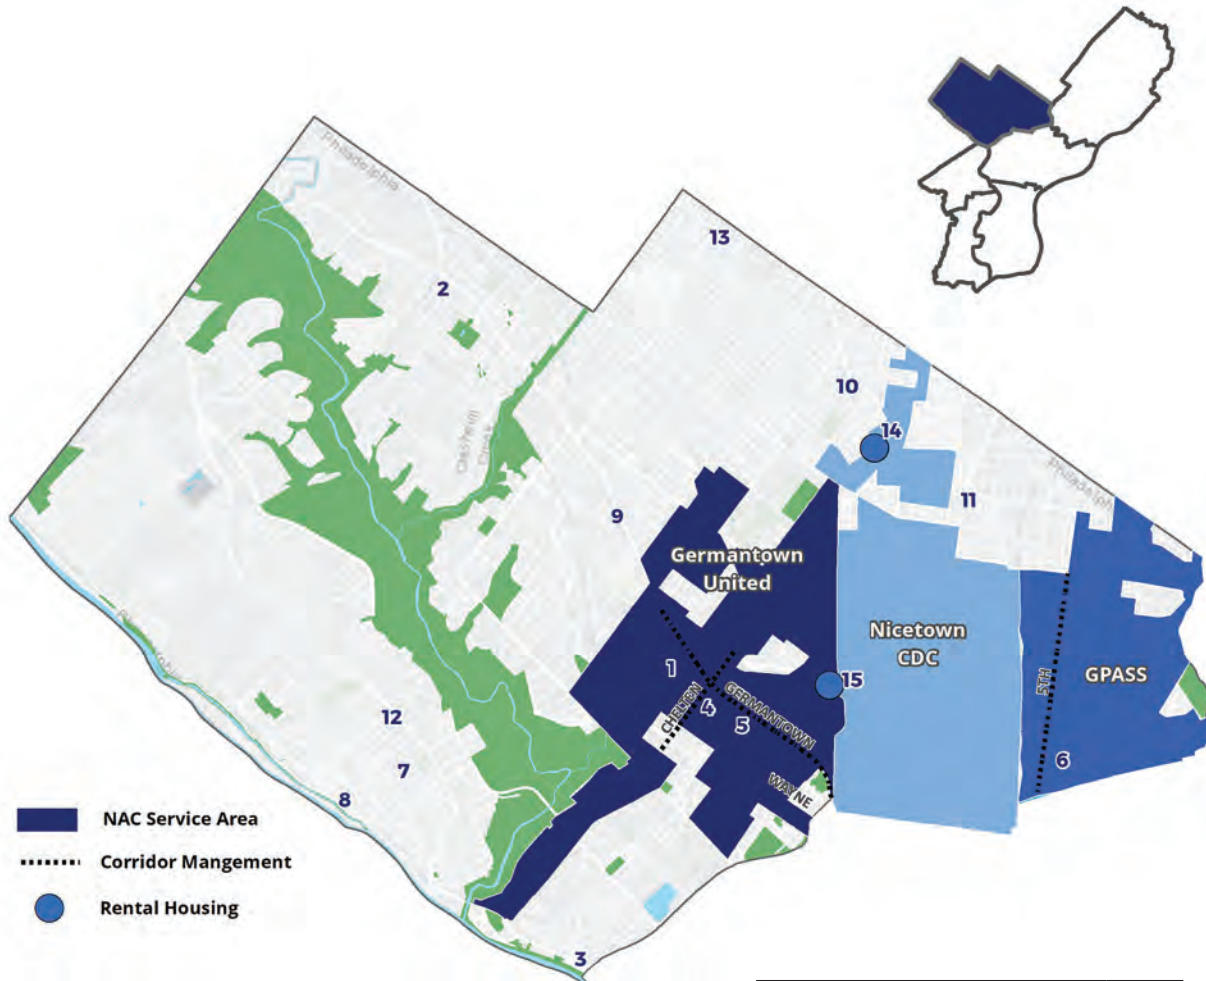 Philadelphia
13
2
10
14
Philadelph
11
9
Germantown
United
Nicetown
CDC
GPASS
5TH
1
15
CHELTEN
4
GERMANTOWN
5
6
12
7
WAYNE
8
3
NAC Service Area
Corridor Mangement
Rental Housing